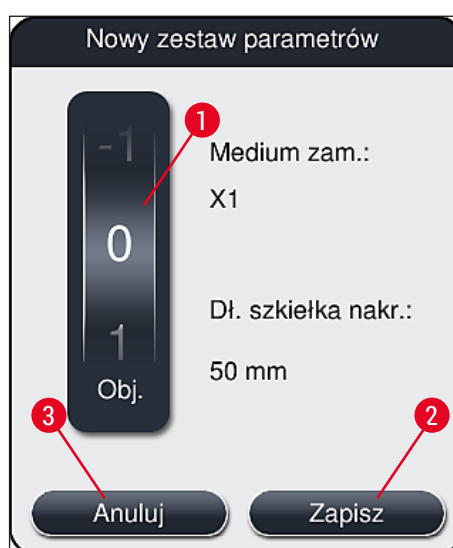 Nowy zestaw parametrów
1
-1
Medium zam.:
X1
0
Dł. szkiełka nakr.:
1
50 mm
Obj.
3
2
Anuluj
Zapisz